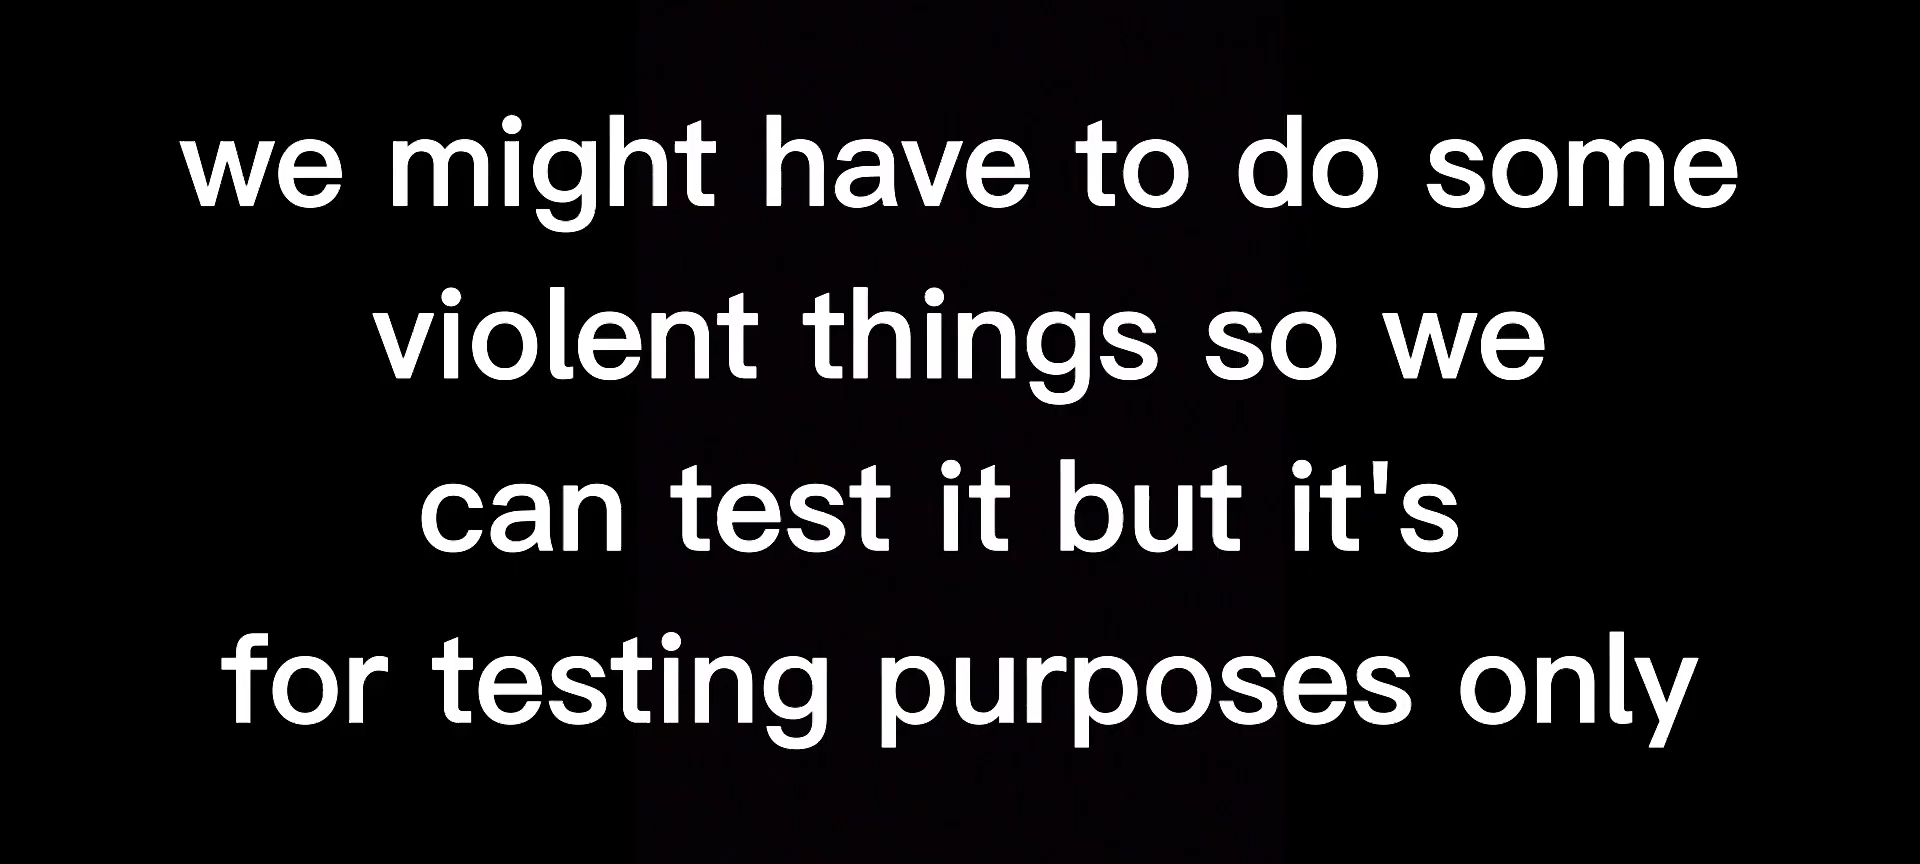 we might have to do some
violent things so we
can test it but it's
for testing purposes only